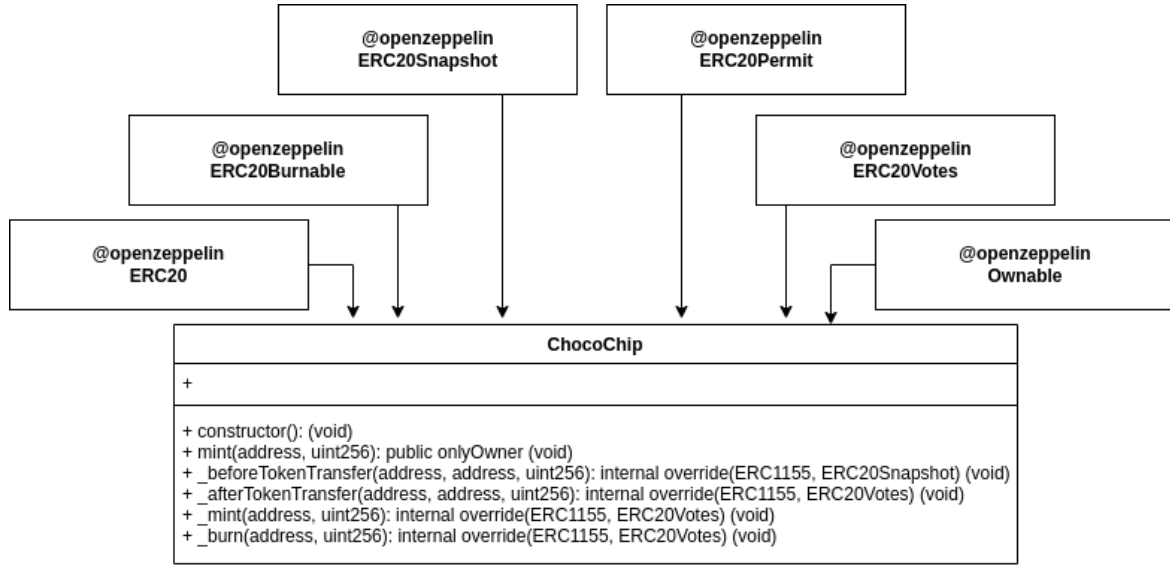 @openzeppelin
ERC20Snapshot
@openzeppelin
ERC20Permit
@openzeppelin
ERC20Burnable
@openzeppelin
ERC20Votes
@openzeppelin
ERC20
@openzeppelin
Ownable
ChocoChip
+
+ constructor(): (void)
+ mint(address, uint256): public onlyOwner (void)
+ _beforeTokenTransfer(address, address, uint256): internal override(ERC1155, ERC20Snapshot) (void)
+ _afterTokenTransfer(address, address, uint256): internal override(ERC1155, ERC20Votes) (void)
+ _mint(address, uint256): internal override(ERC1155, ERC20Votes) (void)
+ _burn(address, uint256): internal override(ERC1155, ERC20Votes) (void)